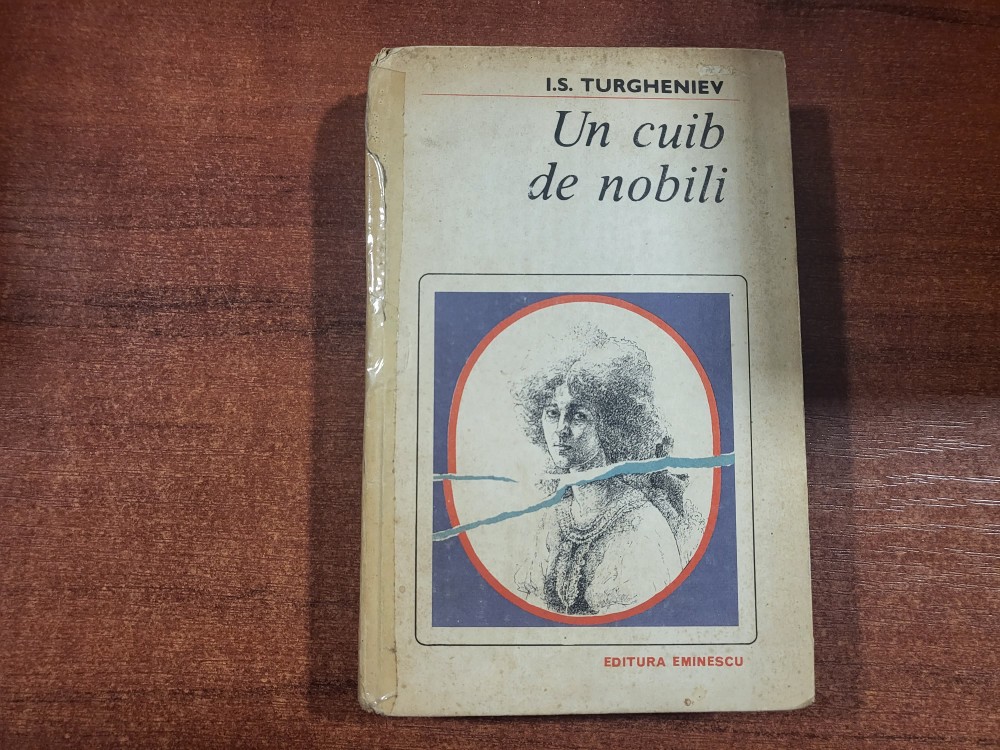 I.S. TURGHENIEV
Un cuib
de nobili
EDITURA EMINESCU